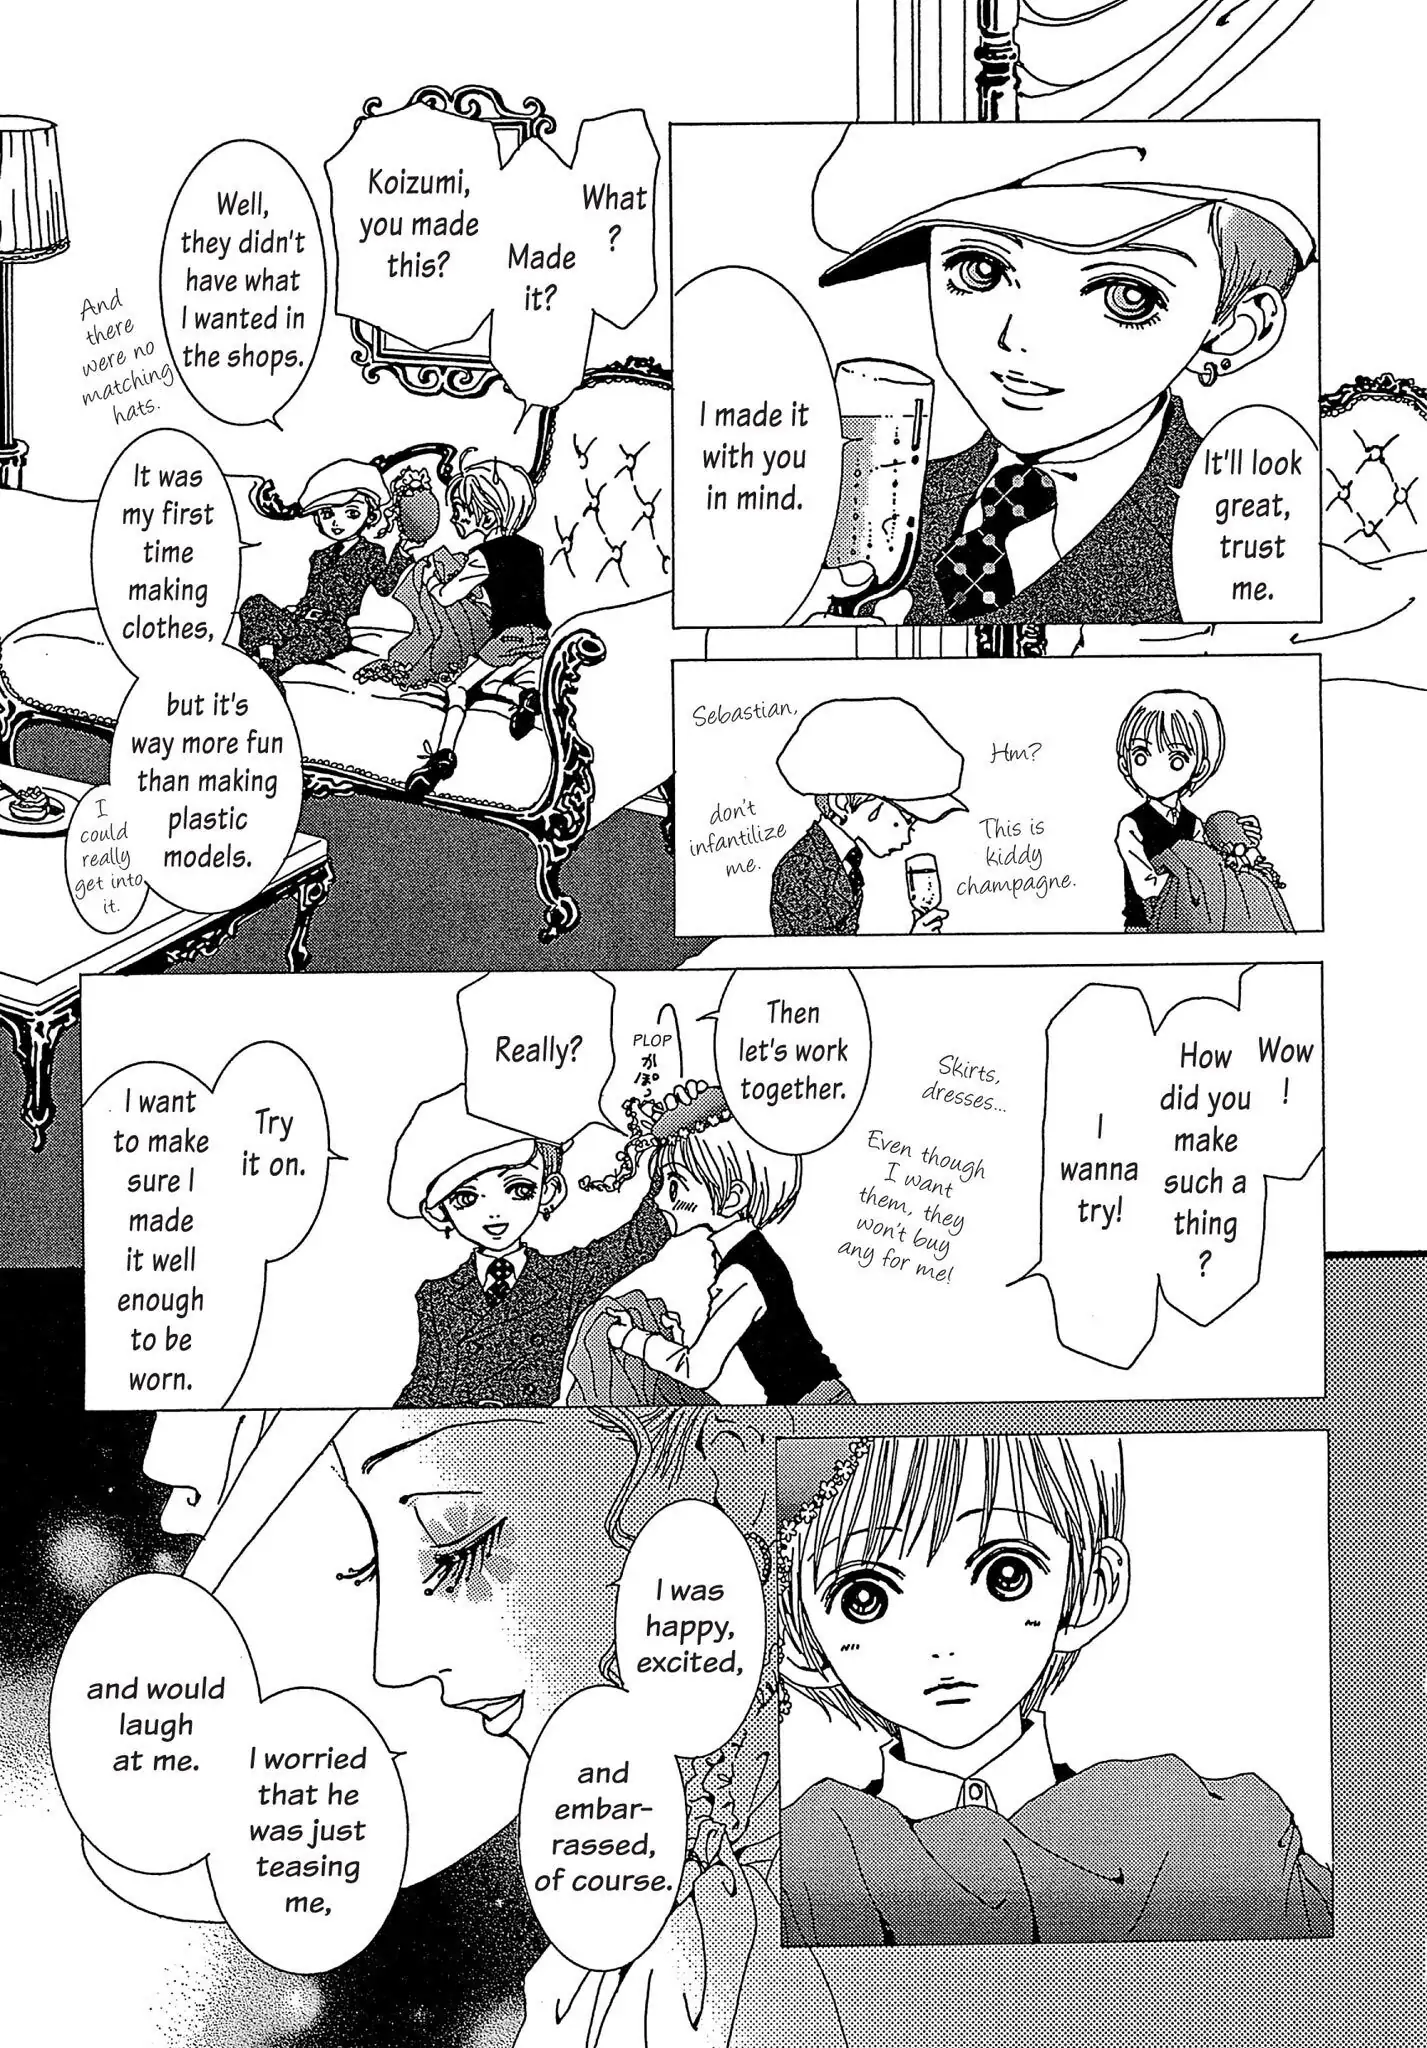 I made it
with you
in mind.
It'll look
great,
trust
me.
What
?
Made
it?
Koizumi,
you made
this?
Well,
they didn't
have what
I wanted in
the shops.
And
there
were no
matching
hats.
It was
my first
time
making
clothes,
but it's
way more fun
than making
plastic
models.
I
could
really
get into
it.
Hm?
This is
kiddy
champagne.
Sebastian,
don't
infantilize
me.
Wow
!
How
did you
make
such a
thing
?
I
wanna
try!
Skirts,
dresses...
Even though
I want
them, they
won't buy
any for me!
Then
let's work
together.
PLOP
かぽっ
Really?
Try
it on.
I want
to make
sure I
made
it well
enough
to be
worn.
I was
happy,
excited,
and
embar-
rassed,
of course.
I worried
that he
was just
teasing
me,
and would
laugh
at me.